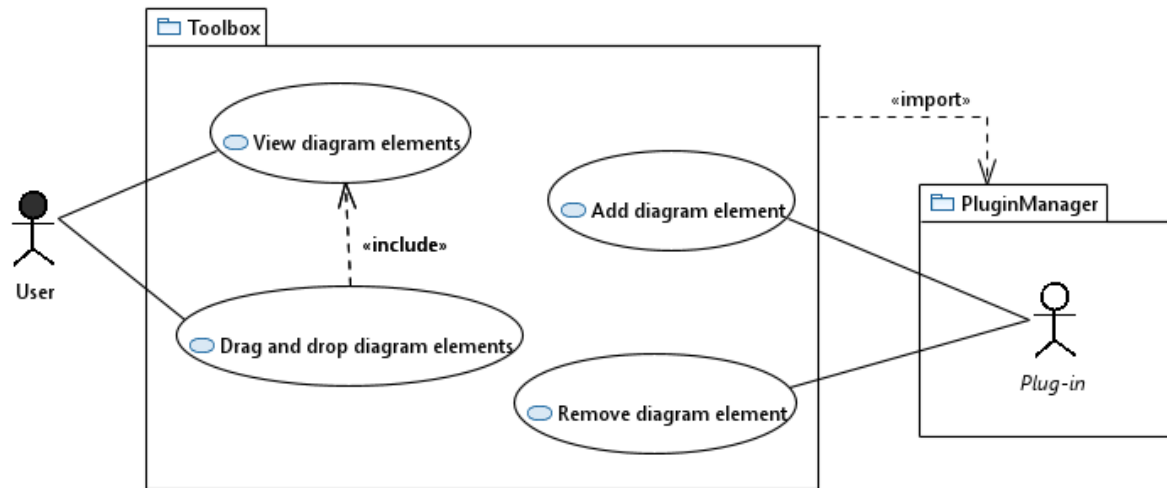 Toolbox
«import»
View diagram elements
PluginManager
Add diagram element
«include»
User
Drag and drop diagram elements
Plug-in
Remove diagram element